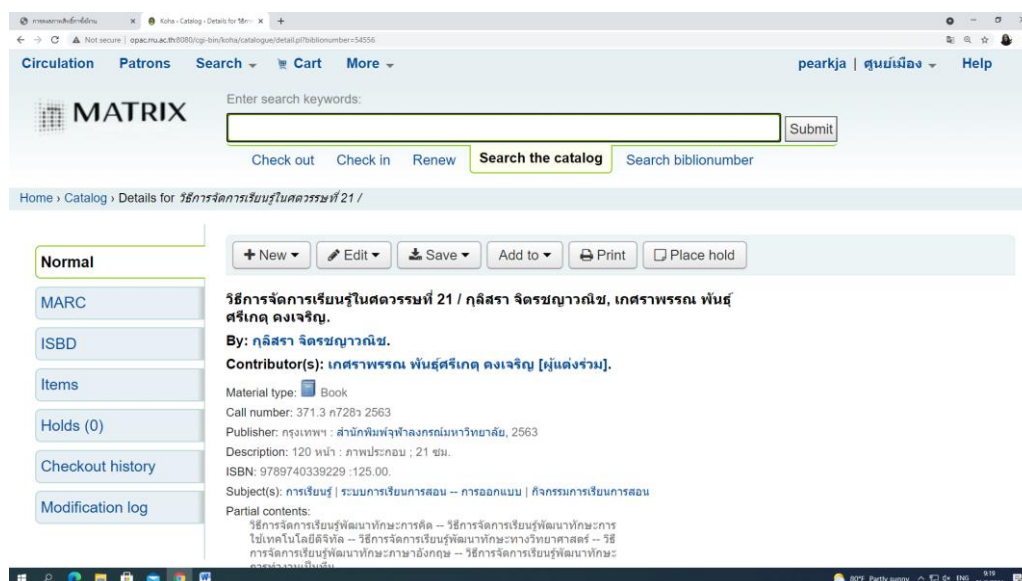 Koha › Catalog › Details for
Not secure | opac.rru.ac.th:8080/cgi-bin/koha/catalogue/detail.pl?biblionumber=54556
Circulation Patrons Search Cart More pearkja | ศูนย์เมือง Help
MATRIX
Enter search keywords:
Submit
Check out Check in Renew Search the catalog Search biblionumber
Home › Catalog › Details for วิธีการจัดการเรียนรู้ในศตวรรษที่ 21 /
New Edit Save Add to Print Place hold
Normal
MARC
ISBD
Items
Holds (0)
Checkout history
Modification log
วิธีการจัดการเรียนรู้ในศตวรรษที่ 21 / กุลิสรา จิตรชญาวณิช, เกศราพรรณ พันธุ์
ศรีเกตุ คงเจริญ.
By: กุลิสรา จิตรชญาวณิช.
Contributor(s): เกศราพรรณ พันธุ์ศรีเกตุ คงเจริญ [ผู้แต่งร่วม].
Material type: Book
Call number: 371.3 ก728ว 2563
Publisher: กรุงเทพฯ : สำนักพิมพ์จุฬาลงกรณ์มหาวิทยาลัย, 2563
Description: 120 หน้า : ภาพประกอบ ; 21 ซม.
ISBN: 9789740339229 :125.00.
Subject(s): การเรียนรู้ | ระบบการเรียนการสอน -- การออกแบบ | กิจกรรมการเรียนการสอน
Partial contents:
วิธีการจัดการเรียนรู้พัฒนาทักษะการคิด -- วิธีการจัดการเรียนรู้พัฒนาทักษะการ
ใช้เทคโนโลยีดิจิทัล -- วิธีการจัดการเรียนรู้พัฒนาทักษะทางวิทยาศาสตร์ -- วิธี
การจัดการเรียนรู้พัฒนาทักษะภาษาอังกฤษ -- วิธีการจัดการเรียนรู้พัฒนาทักษะ
การทำงานเป็นทีม
80°F Partly sunny ENG 9:19